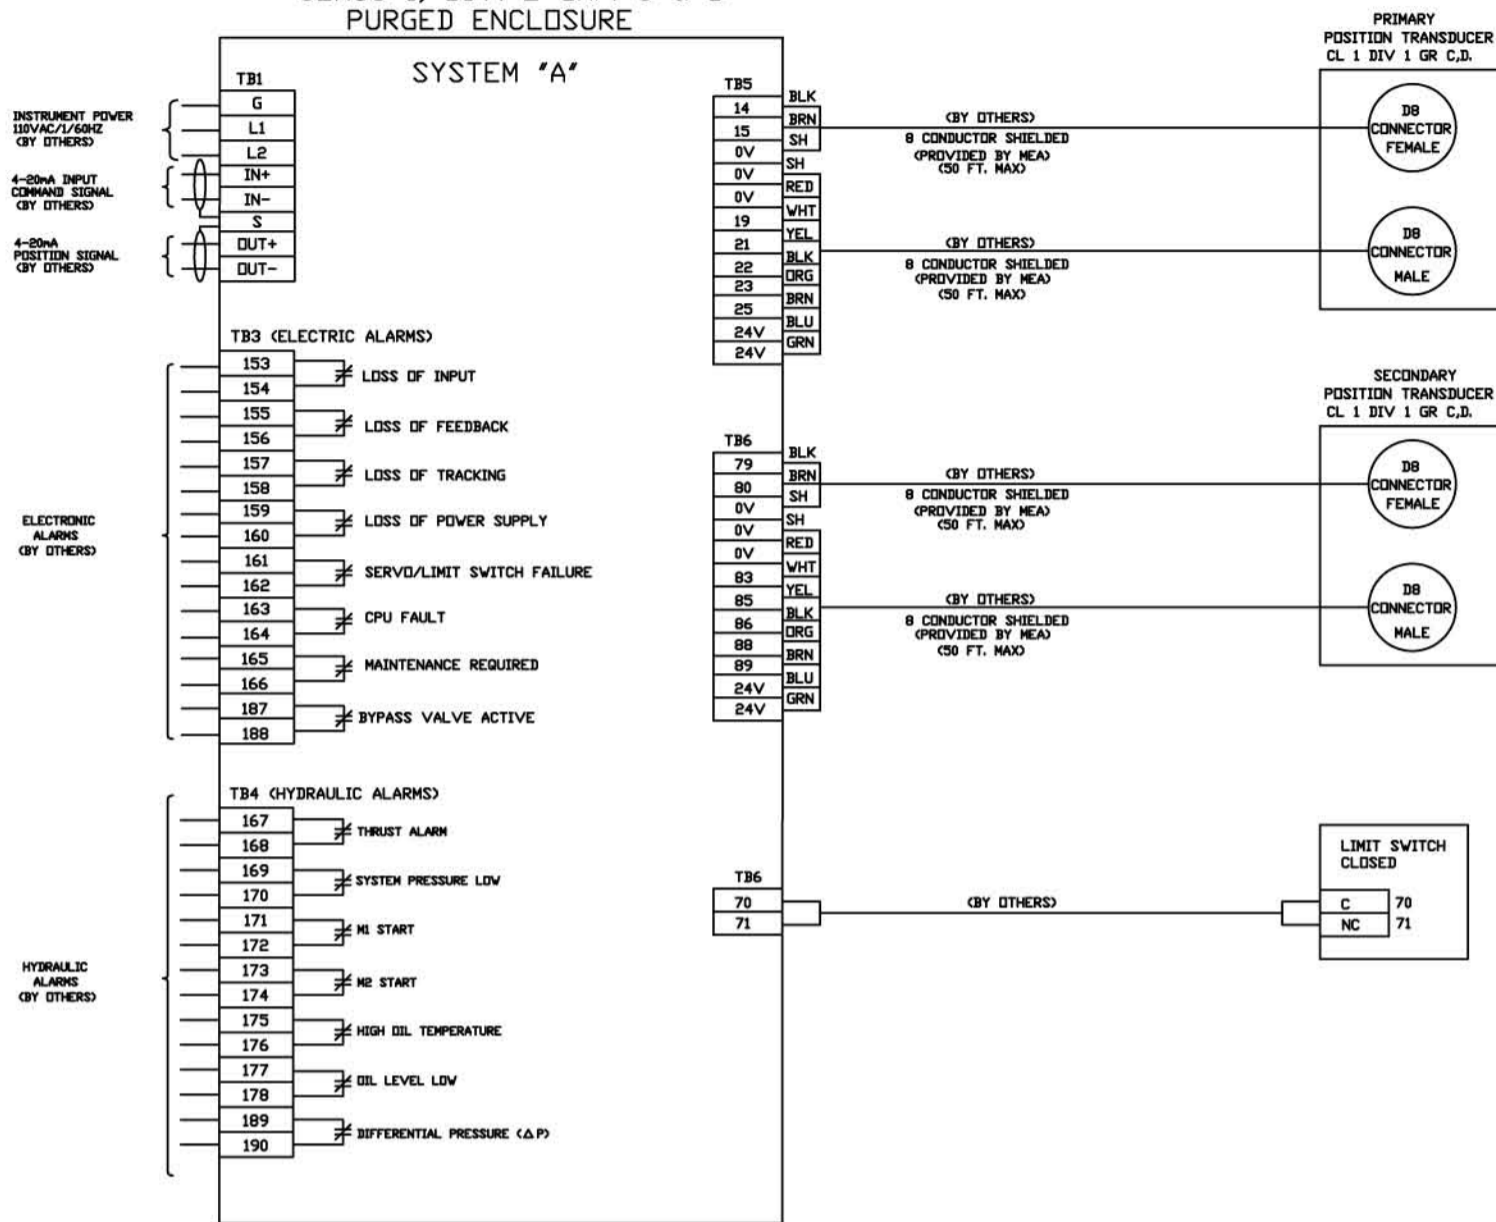 PURGED ENCLOSURE
SYSTEM "A"
TB1
G
L1
L2
IN+
IN-
S
OUT+
OUT-
INSTRUMENT POWER
110VAC/1/60HZ
(BY OTHERS)
4-20mA INPUT
COMMAND SIGNAL
(BY OTHERS)
4-20mA
POSITION SIGNAL
(BY OTHERS)
TB3 (ELECTRIC ALARMS)
153
154
LOSS OF INPUT
155
156
LOSS OF FEEDBACK
157
158
LOSS OF TRACKING
159
160
LOSS OF POWER SUPPLY
161
162
SERVO/LIMIT SWITCH FAILURE
163
164
CPU FAULT
165
166
MAINTENANCE REQUIRED
187
188
BYPASS VALVE ACTIVE
ELECTRONIC
ALARMS
(BY OTHERS)
TB4 (HYDRAULIC ALARMS)
167
168
THRUST ALARM
169
170
SYSTEM PRESSURE LOW
171
172
M1 START
173
174
M2 START
175
176
HIGH OIL TEMPERATURE
177
178
OIL LEVEL LOW
189
190
DIFFERENTIAL PRESSURE (Δ P)
HYDRAULIC
ALARMS
(BY OTHERS)
TB5
14
15
0V
0V
0V
19
21
22
23
25
24V
24V
BLK
BRN
SH
SH
RED
WHT
YEL
BLK
ORG
BRN
BLU
GRN
(BY OTHERS)
8 CONDUCTOR SHIELDED
(PROVIDED BY MEA)
(50 FT. MAX)
(BY OTHERS)
8 CONDUCTOR SHIELDED
(PROVIDED BY MEA)
(50 FT. MAX)
PRIMARY
POSITION TRANSDUCER
CL 1 DIV 1 GR C,D.
D8
CONNECTOR
FEMALE
D8
CONNECTOR
MALE
TB6
79
80
0V
0V
0V
83
85
86
88
89
24V
24V
BLK
BRN
SH
SH
RED
WHT
YEL
BLK
ORG
BRN
BLU
GRN
(BY OTHERS)
8 CONDUCTOR SHIELDED
(PROVIDED BY MEA)
(50 FT. MAX)
(BY OTHERS)
8 CONDUCTOR SHIELDED
(PROVIDED BY MEA)
(50 FT. MAX)
SECONDARY
POSITION TRANSDUCER
CL 1 DIV 1 GR C,D.
D8
CONNECTOR
FEMALE
D8
CONNECTOR
MALE
TB6
70
71
(BY OTHERS)
LIMIT SWITCH
CLOSED
C 70
NC 71